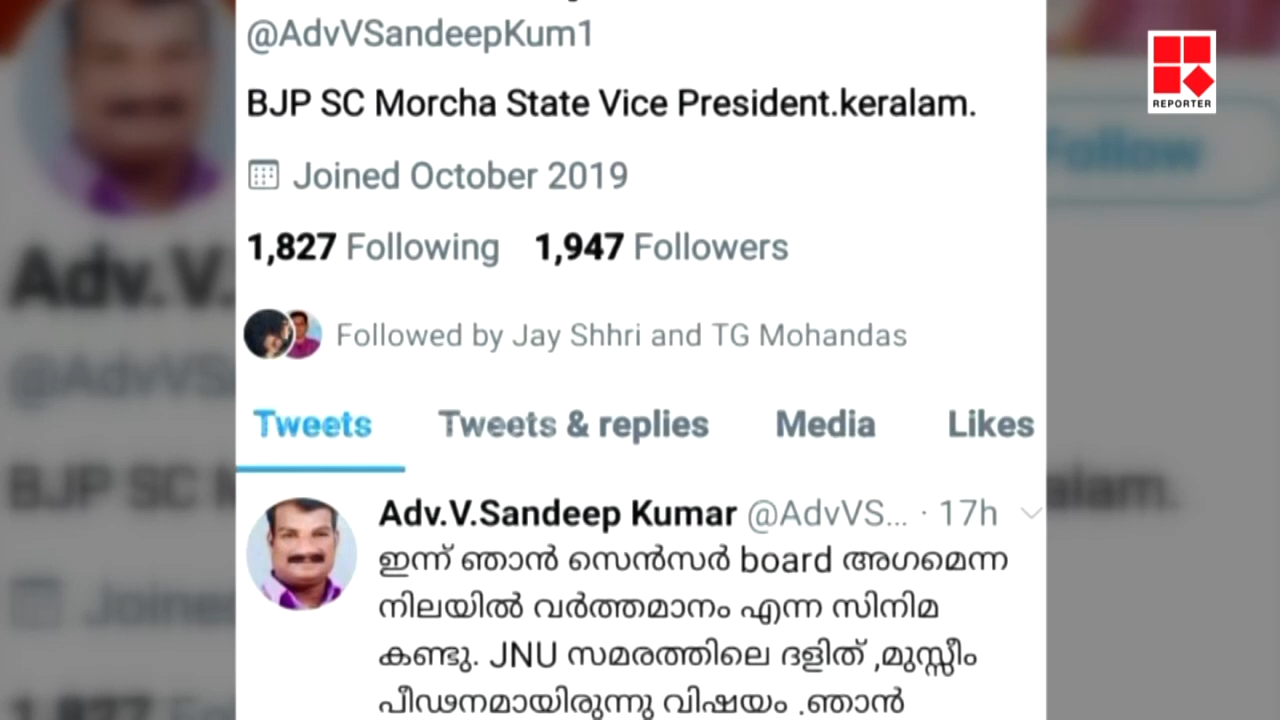 @AdvVSandeepKum1
REPORTER
BJP SC Morcha State Vice President.keralam.
Follow
Joined October 2019
1,827 Following 1,947 Followers
Followed by Jay Shhri and TG Mohandas
Tweets Tweets & replies Media Likes
Adv.V.Sandeep Kumar @AdvVS... · 17h
ഇന്ന് ഞാൻ സെൻസർ board അഗമെന്ന
നിലയിൽ വർത്തമാനം എന്ന സിനിമ
കണ്ടു. JNU സമരത്തിലെ ദളിത് ,മുസ്സീം
പീഢനമായിരുന്നു വിഷയം .ഞാൻ